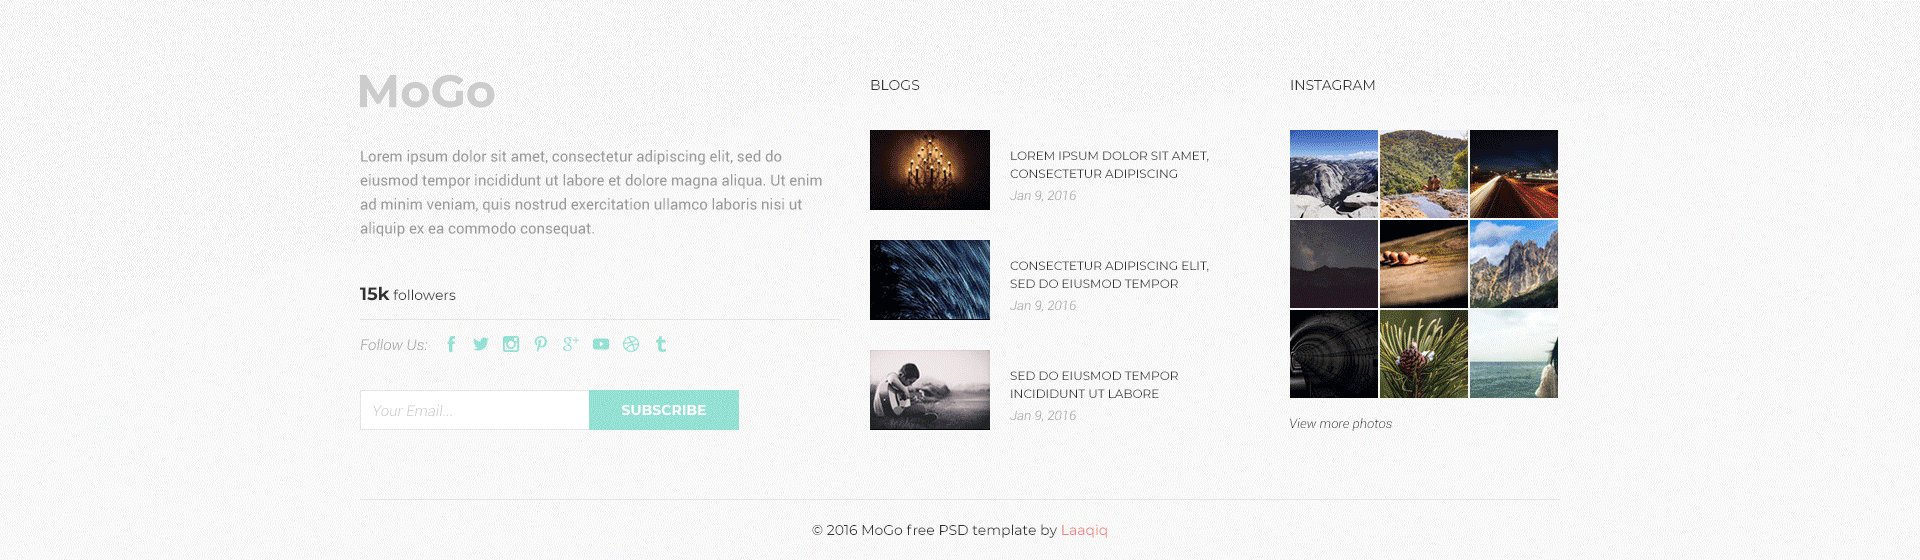 MoGo
Lorem ipsum dolor sit amet, consectetur adipiscing elit, sed do
eiusmod tempor incididunt ut labore et dolore magna aliqua. Ut enim
ad minim veniam, quis nostrud exercitation ullamco laboris nisi ut
aliquip ex ea commodo consequat.
15k followers
Follow Us:
Your Email...
SUBSCRIBE
BLOGS
LOREM IPSUM DOLOR SIT AMET,
CONSECTETUR ADIPISCING
Jan 9, 2016
CONSECTETUR ADIPISCING ELIT,
SED DO EIUSMOD TEMPOR
Jan 9, 2016
SED DO EIUSMOD TEMPOR
INCIDIDUNT UT LABORE
Jan 9, 2016
INSTAGRAM
View more photos
© 2016 MoGo free PSD template by Laaqiq